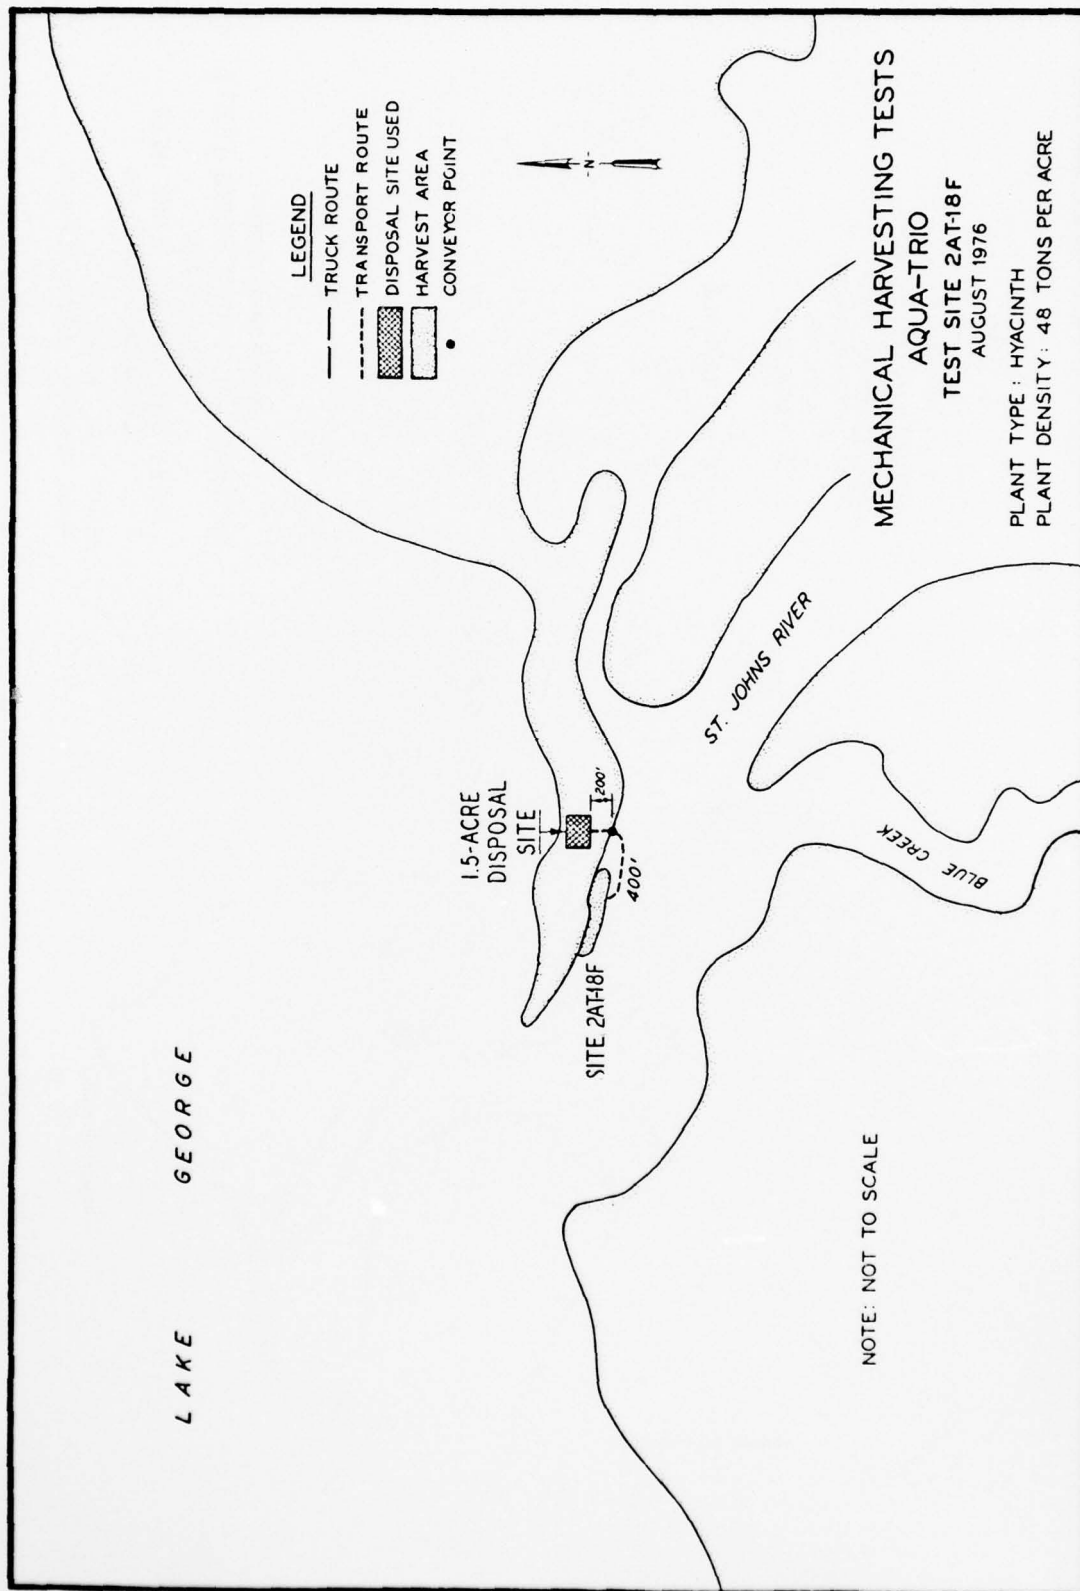 LAKE GEORGE
LEGEND
TRUCK ROUTE
TRANSPORT ROUTE
DISPOSAL SITE USED
HARVEST AREA
CONVEYOR POINT
-N-
1.5-ACRE
DISPOSAL
SITE
200'
400'
SITE 2AT-18F
ST. JOHNS RIVER
BLUE CREEK
NOTE: NOT TO SCALE
MECHANICAL HARVESTING TESTS
AQUA-TRIO
TEST SITE 2AT-18F
AUGUST 1976
PLANT TYPE : HYACINTH
PLANT DENSITY : 48 TONS PER ACRE